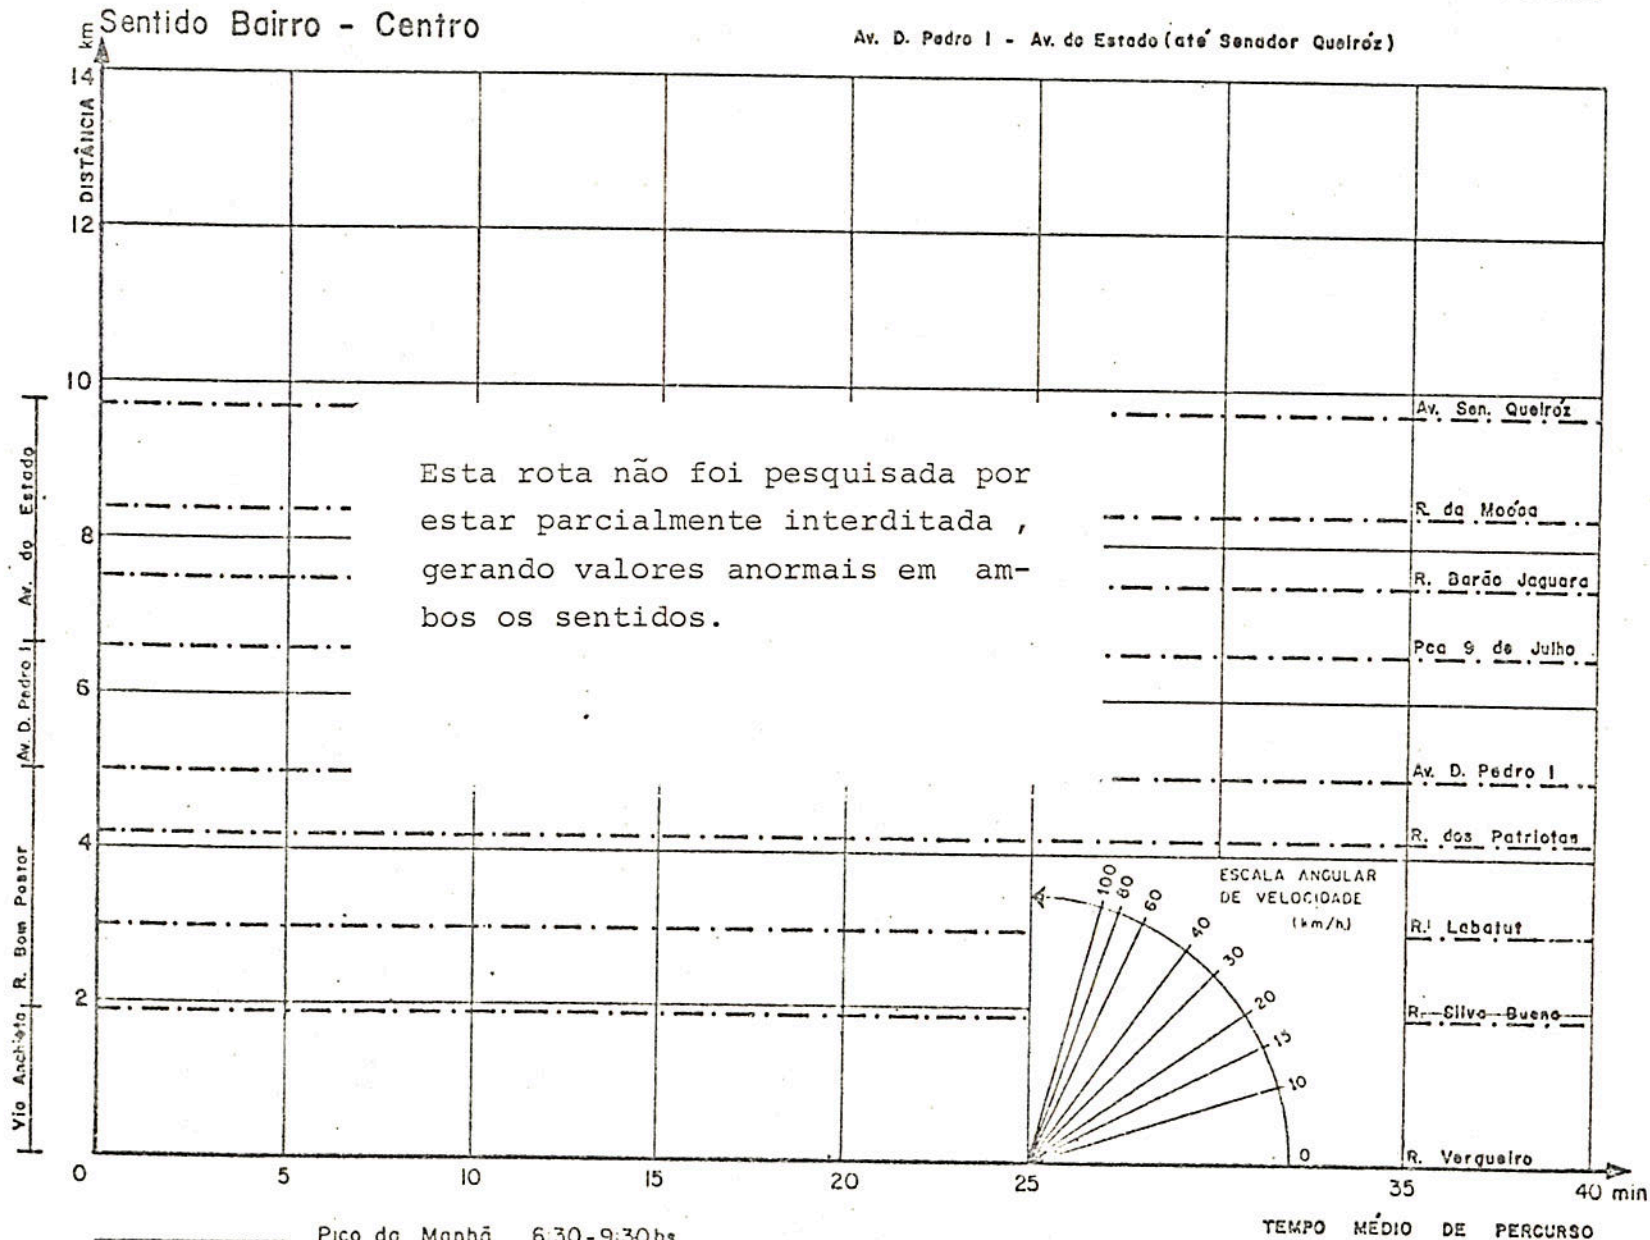 Sentido Bairro - Centro
Av. D. Pedro I - Av. do Estado (até Senador Queiróz)
km
DISTÂNCIA
14
12
10
8
6
4
2
0
Av. do Estado
Av. D. Pedro I
R. Bom Pastor
Via Anchieta
Esta rota não foi pesquisada por
estar parcialmente interditada ,
gerando valores anormais em am-
bos os sentidos.
Av. Sen. Queiróz
R. da Moóca
R. Barão Jaguara
Pca 9 de Julho
Av. D. Pedro I
R. dos Patriotas
R. Labatut
R. Silva Bueno
R. Vergueiro
ESCALA ANGULAR
DE VELOCIDADE
(km/h)
100
80
60
40
30
20
15
10
0
5
10
15
20
25
35
40 min
TEMPO MÉDIO DE PERCURSO
Pico da Manhã 6:30-9:30hs